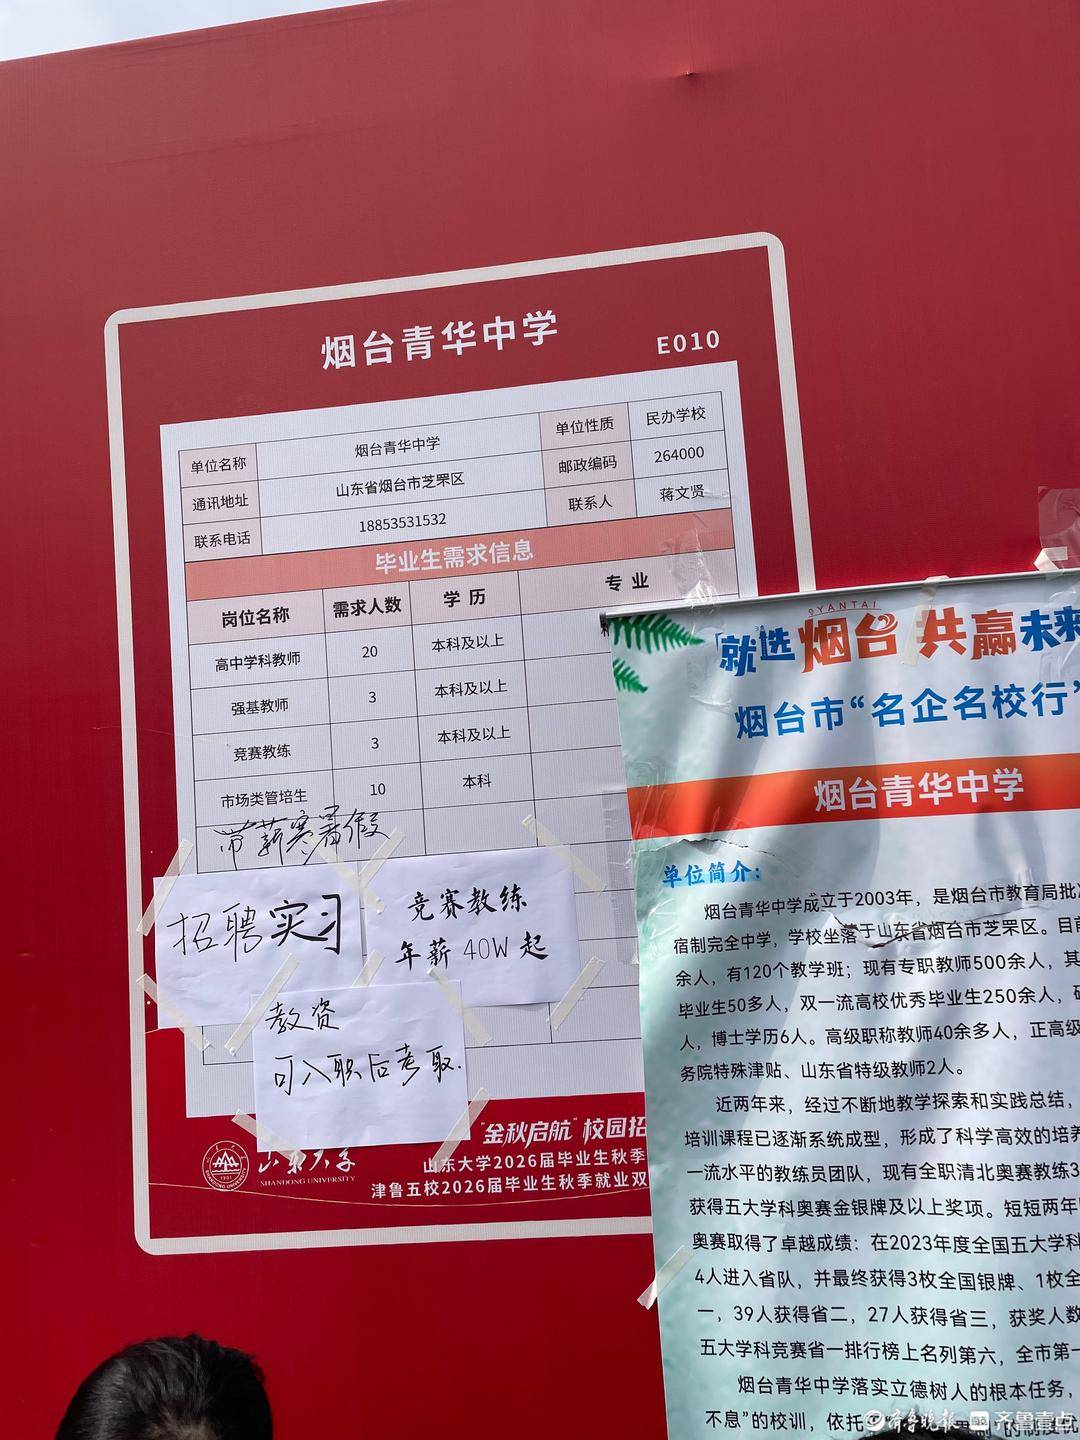 烟台青华中学
E010
单位名称 烟台青华中学 单位性质 民办学校
通讯地址 山东省烟台市芝罘区 邮政编码 264000
联系电话 18853531532 联系人 蒋文贤
毕业生需求信息
岗位名称 需求人数 学历 专业
高中学科教师 20 本科及以上
强基教师 3 本科及以上
竞赛教练 3 本科及以上
市场类管培生 10 本科
带薪寒暑假
招聘实习
竞赛教练
年薪40W起
教资
可入职后考取.
"金秋启航"校园招
山东大学
SHANDONG UNIVERSITY
1901
山东大学2026届毕业生秋季
津鲁五校2026届毕业生秋季就业双
YANTAI
「就选烟台 共赢未来
烟台市“名企名校行”
烟台青华中学
单位简介：
烟台青华中学成立于2003年，是烟台市教育局批
宿制完全中学，学校坐落于山东省烟台市芝罘区。目前
余人，有120个教学班；现有专职教师500余人，其
毕业生50多人，双一流高校优秀毕业生250余人，
人，博士学历6人。高级职称教师40余多人，正高级
务院特殊津贴、山东省特级教师2人。
近两年来，经过不断地教学探索和实践总结，
培训课程已逐渐系统成型，形成了科学高效的培养
一流水平的教练员团队，现有全职清北奥赛教练3
获得五大学科奥赛金银牌及以上奖项。短短两年
奥赛取得了卓越成绩：在2023年度全国五大学科
4人进入省队，并最终获得3枚全国银牌、1枚全
一，39人获得省二，27人获得省三，获奖人数
五大学科竞赛省一排行榜上名列第六，全市第一
烟台青华中学落实立德树人的根本任务，
不息”的校训，依托
齐鲁晚报 齐鲁壹点